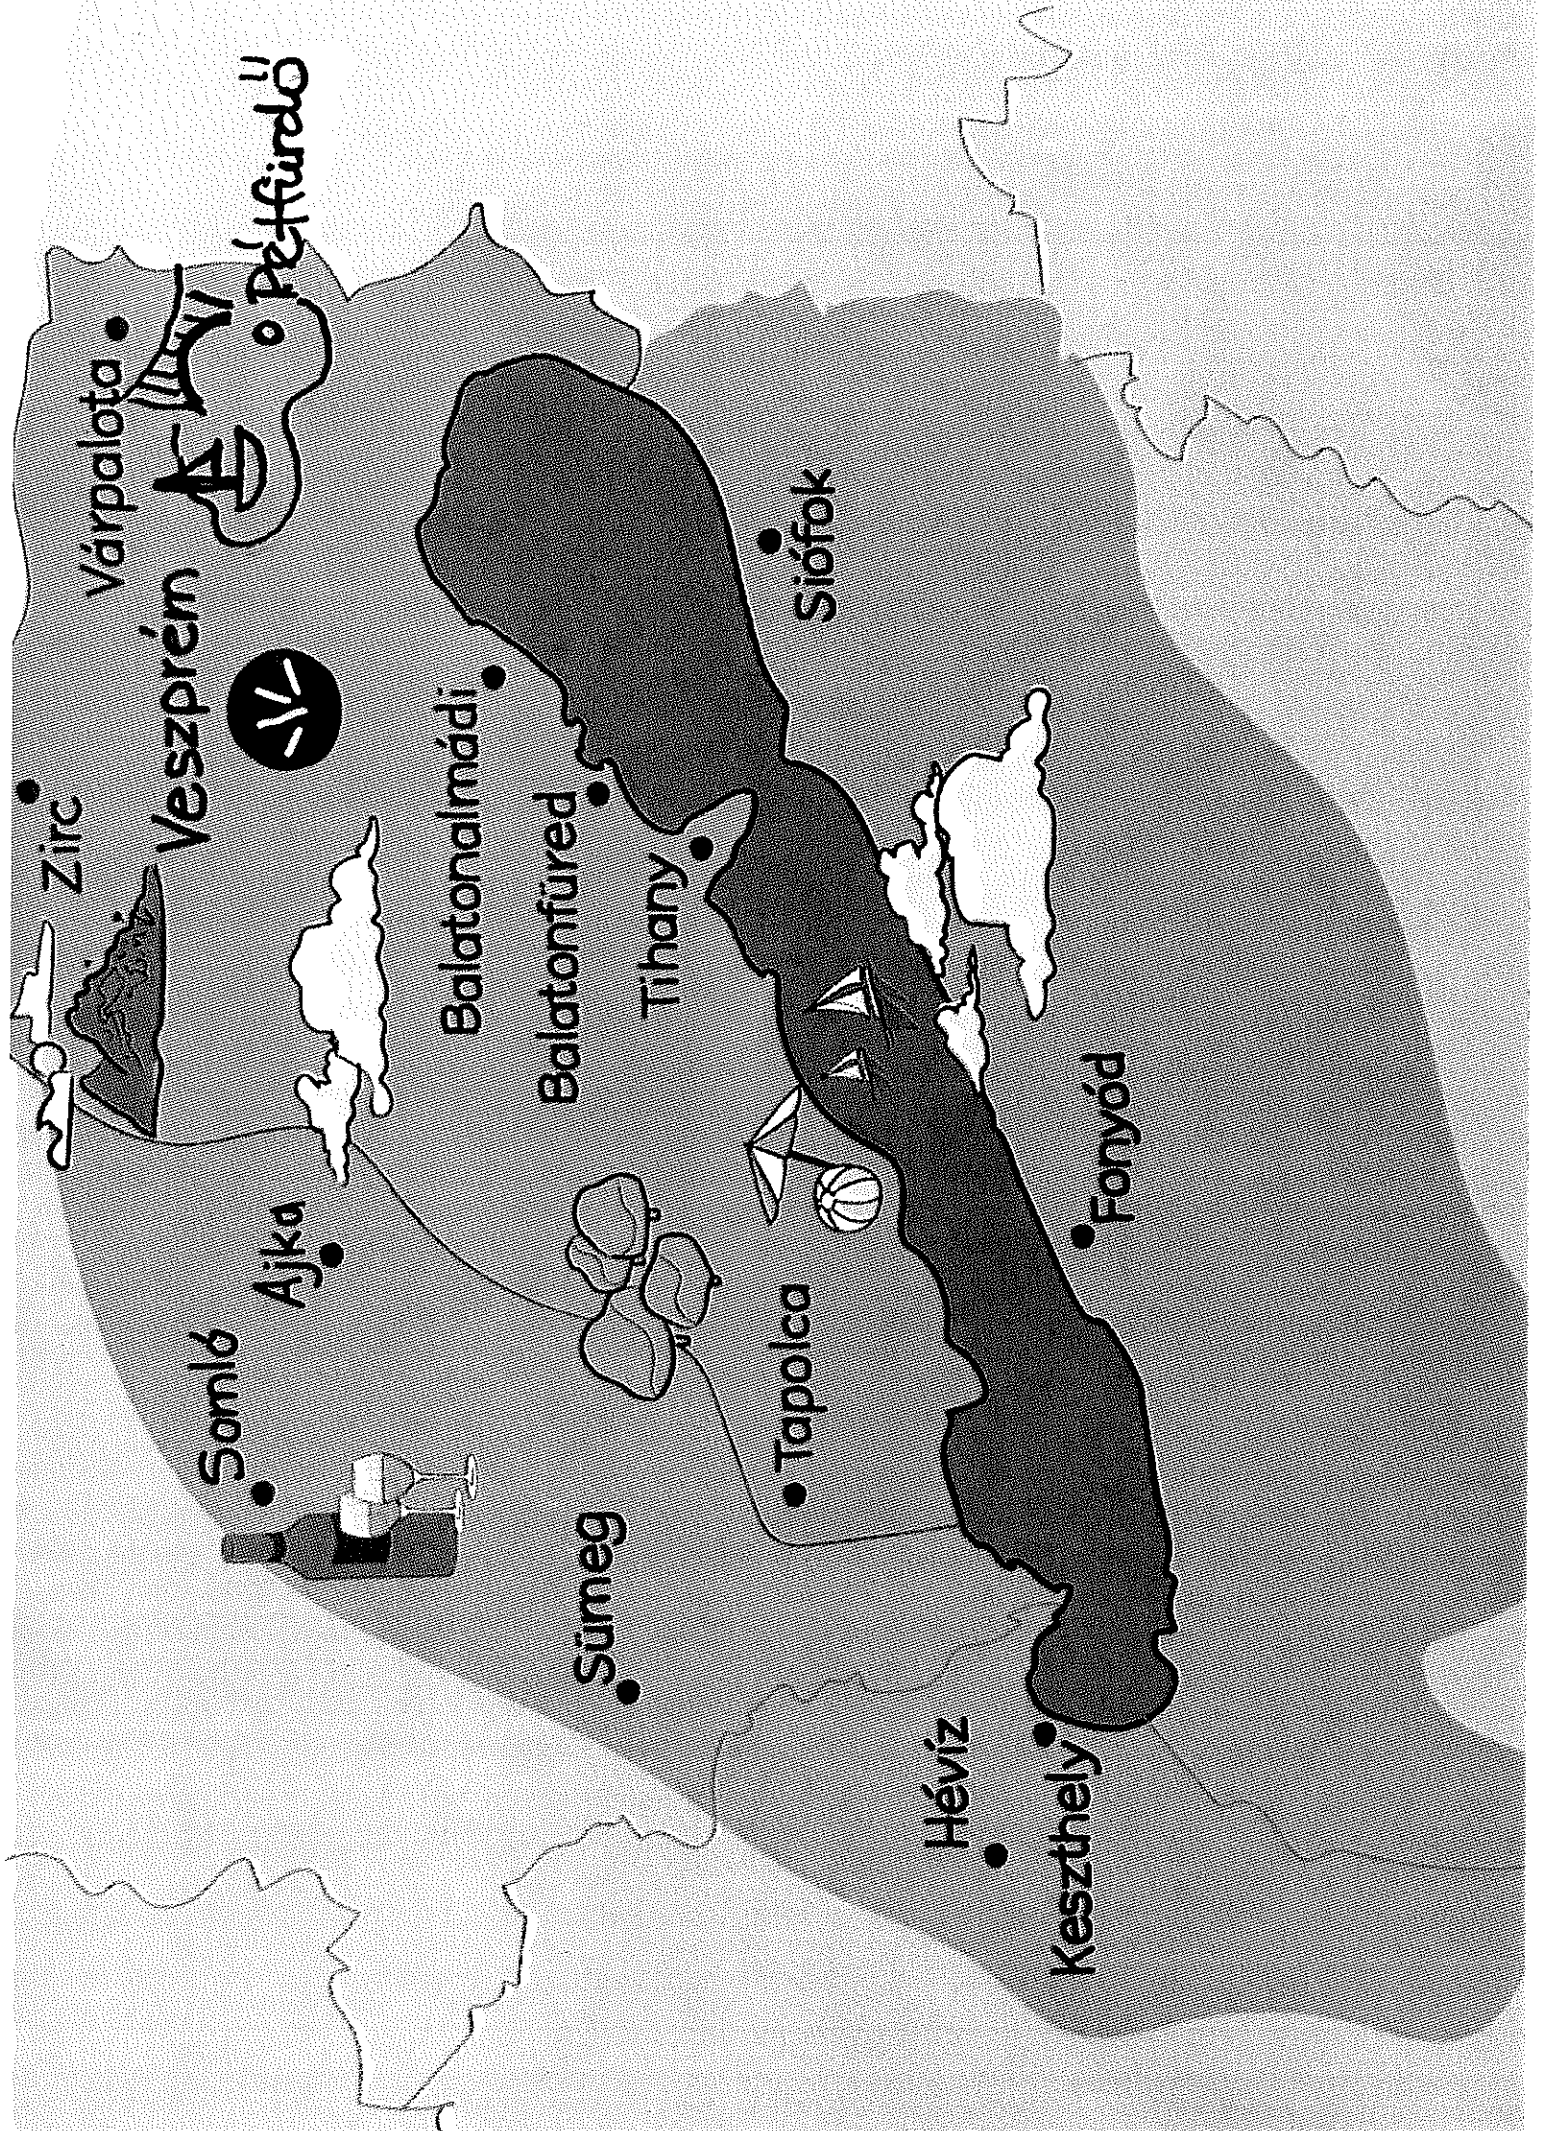 Zirc
Várpalota
Veszprém
Pétfürdő
Somló
Ajka
Balatonalmádi
Balatonfüred
Sümeg
Tihany
Siófok
Tapolca
Hévíz
Fonyód
Keszthely